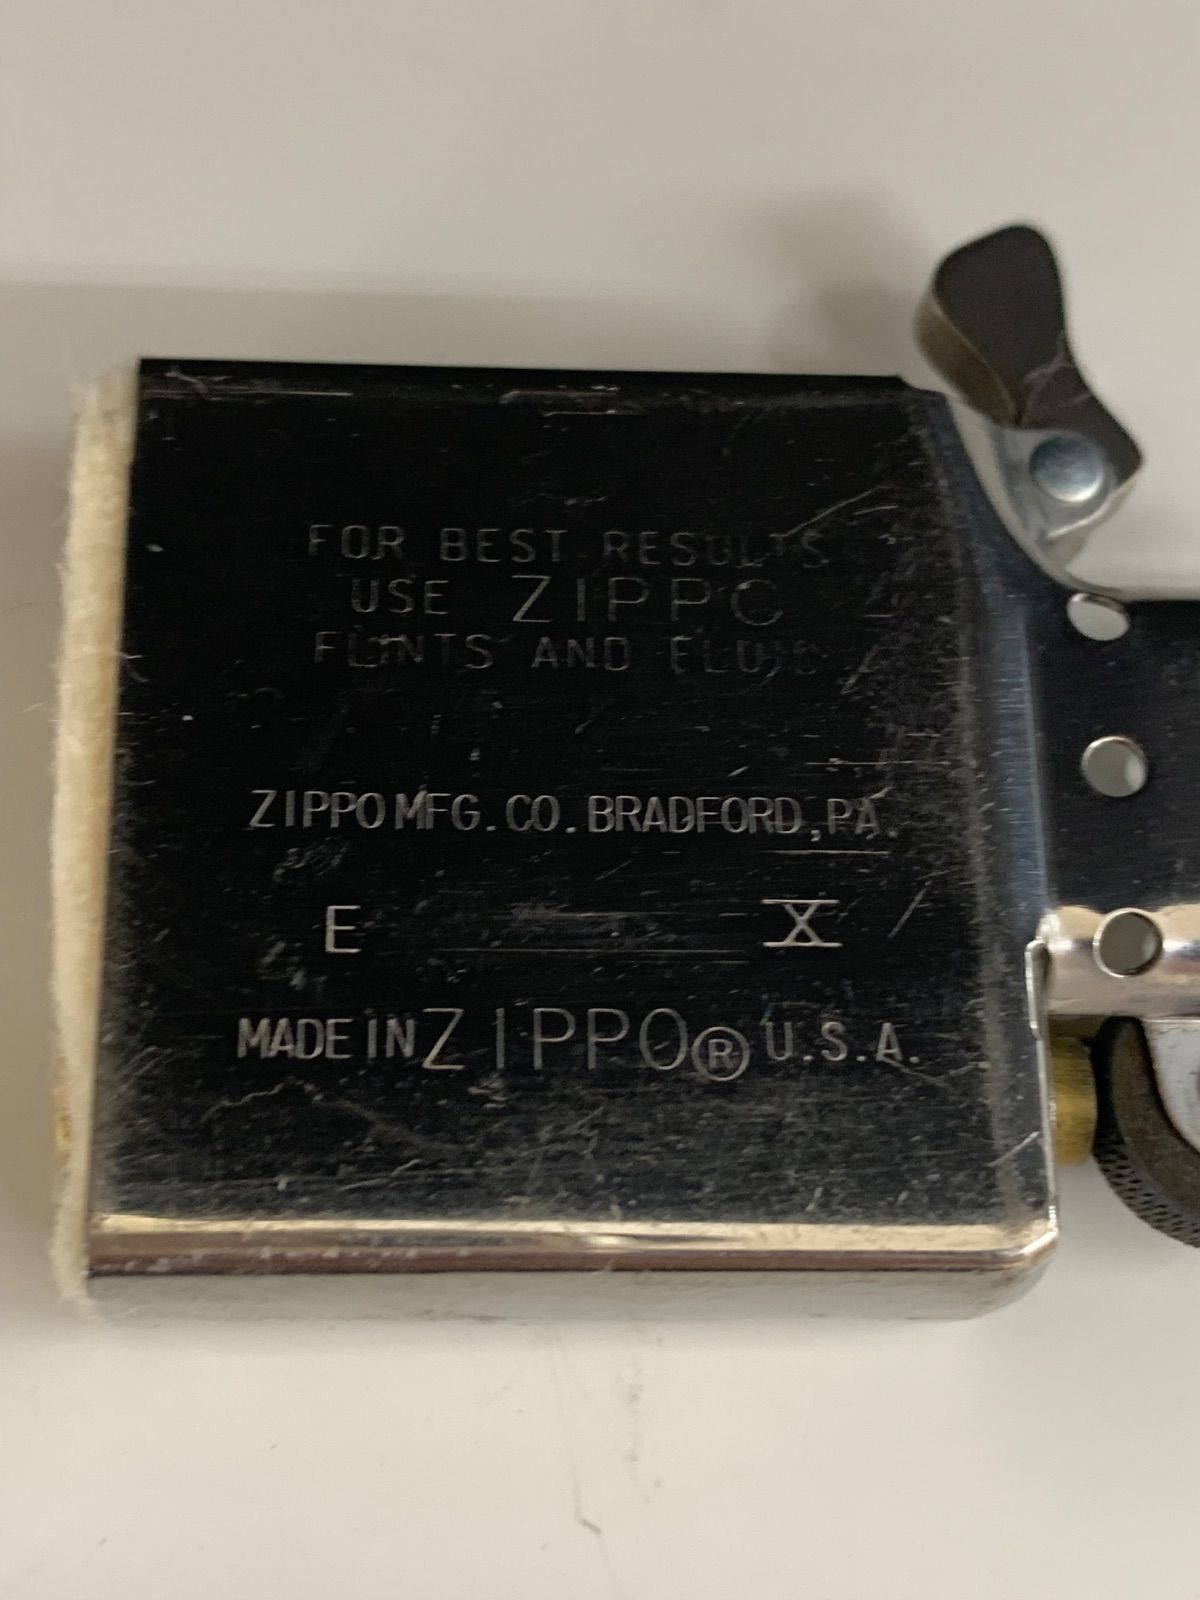 FOR BEST RESULTS
USE ZIPPO
FLINTS AND FLUID
ZIPPO MFG. CO. BRADFORD, PA.
E X
MADE IN ZIPPO® U.S.A.